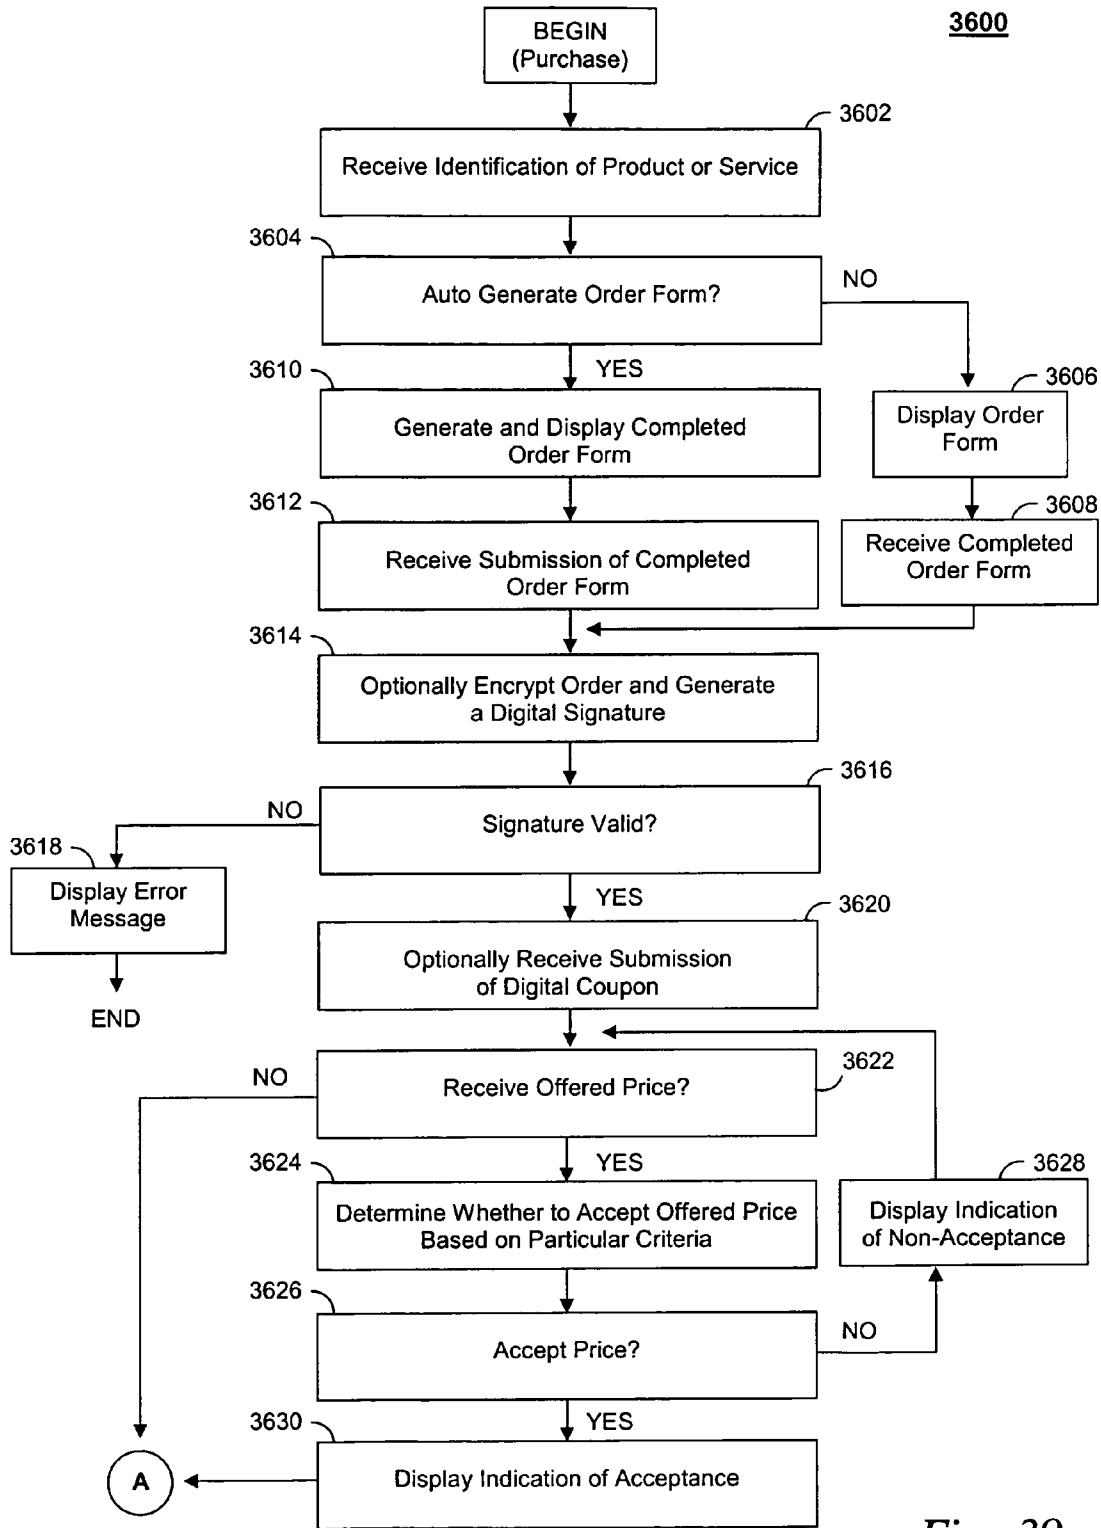 3600
BEGIN
(Purchase)
3602
Receive Identification of Product or Service
3604
Auto Generate Order Form?
NO
YES
3610
Generate and Display Completed
Order Form
3606
Display Order
Form
3612
Receive Submission of Completed
Order Form
3608
Receive Completed
Order Form
3614
Optionally Encrypt Order and Generate
a Digital Signature
3616
Signature Valid?
NO
3618
Display Error
Message
END
YES
3620
Optionally Receive Submission
of Digital Coupon
3622
Receive Offered Price?
NO
YES
3624
Determine Whether to Accept Offered Price
Based on Particular Criteria
3628
Display Indication
of Non-Acceptance
3626
Accept Price?
NO
YES
3630
Display Indication of Acceptance
A